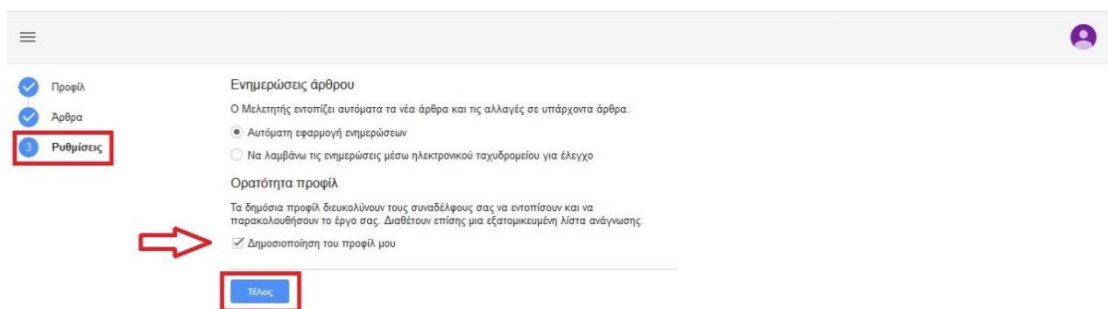 Προφίλ
Άρθρα
3 Ρυθμίσεις
Ενημερώσεις άρθρου
Ο Μελετητής εντοπίζει αυτόματα τα νέα άρθρα και τις αλλαγές σε υπάρχοντα άρθρα.
Αυτόματη εφαρμογή ενημερώσεων
Να λαμβάνω τις ενημερώσεις μέσω ηλεκτρονικού ταχυδρομείου για έλεγχο
Ορατότητα προφίλ
Τα δημόσια προφίλ διευκολύνουν τους συναδέλφους σας να εντοπίσουν και να
παρακολουθήσουν το έργο σας. Διαθέτουν επίσης μια εξατομικευμένη λίστα ανάγνωσης.
Δημοσιοποίηση του προφίλ μου
Τέλος